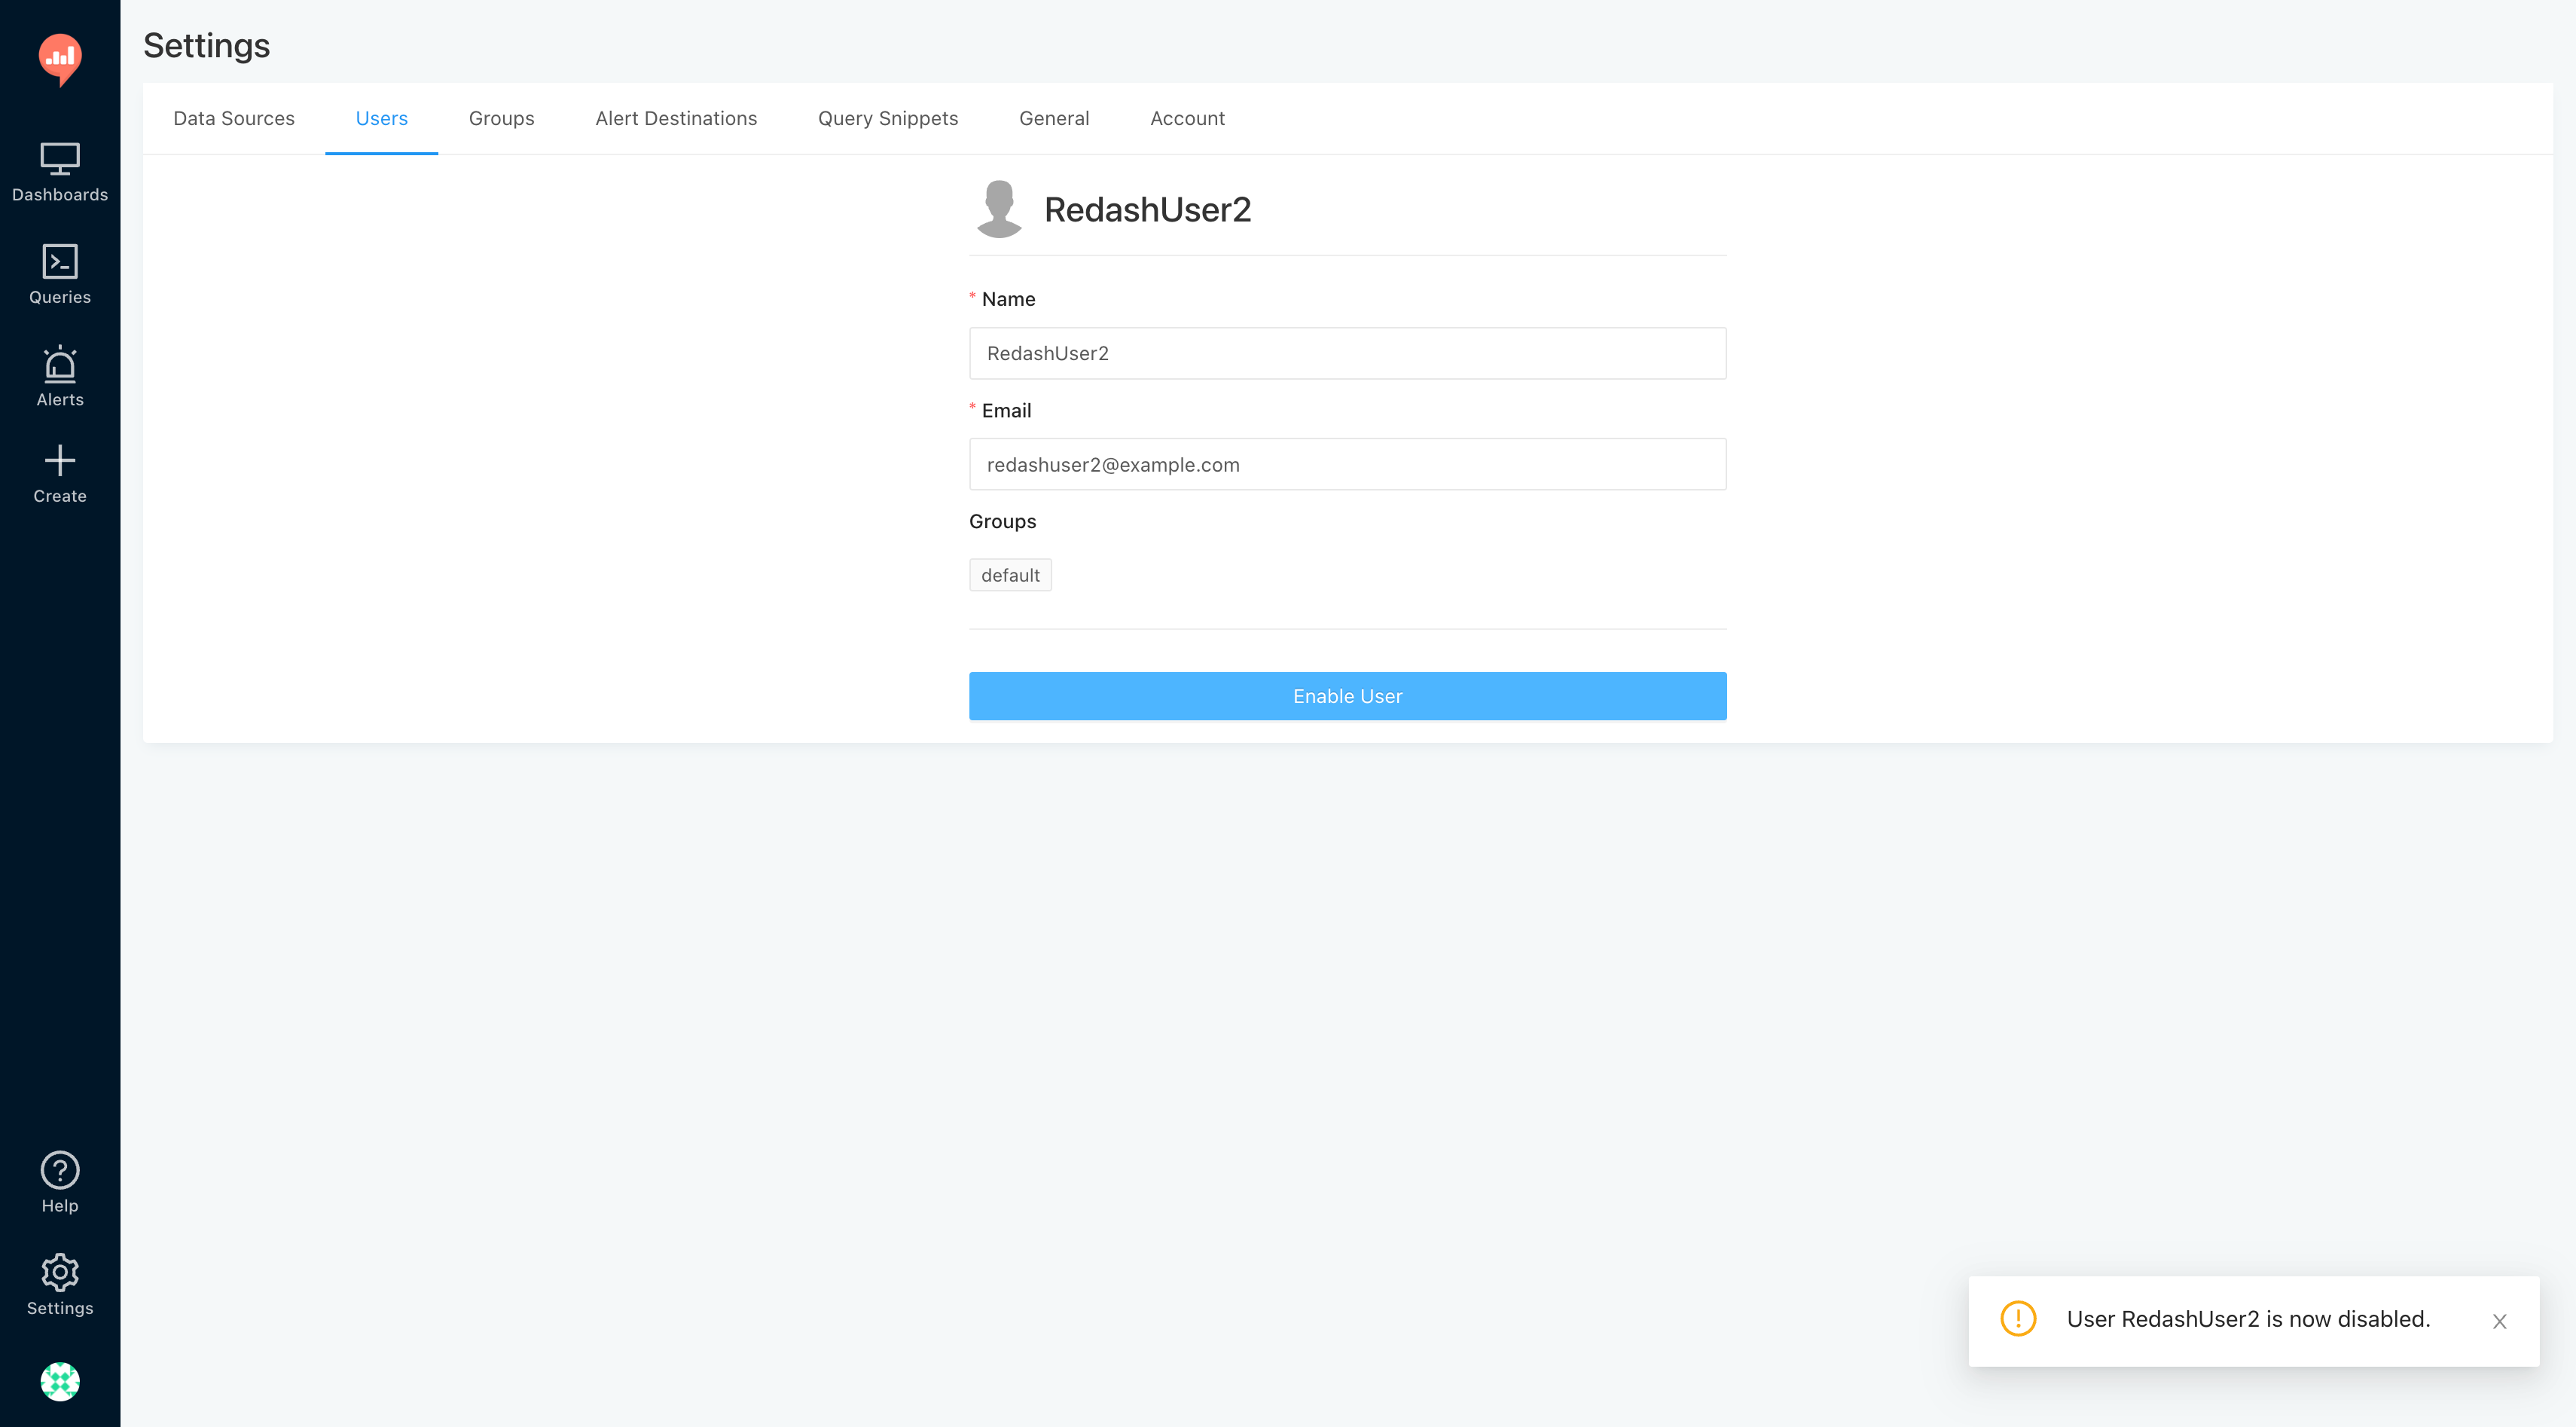 Settings
Data Sources Users Groups Alert Destinations Query Snippets General Account
Dashboards
Queries
Alerts
Create
Help
Settings
RedashUser2
* Name
RedashUser2
* Email
redashuser2@example.com
Groups
default
Enable User
User RedashUser2 is now disabled.